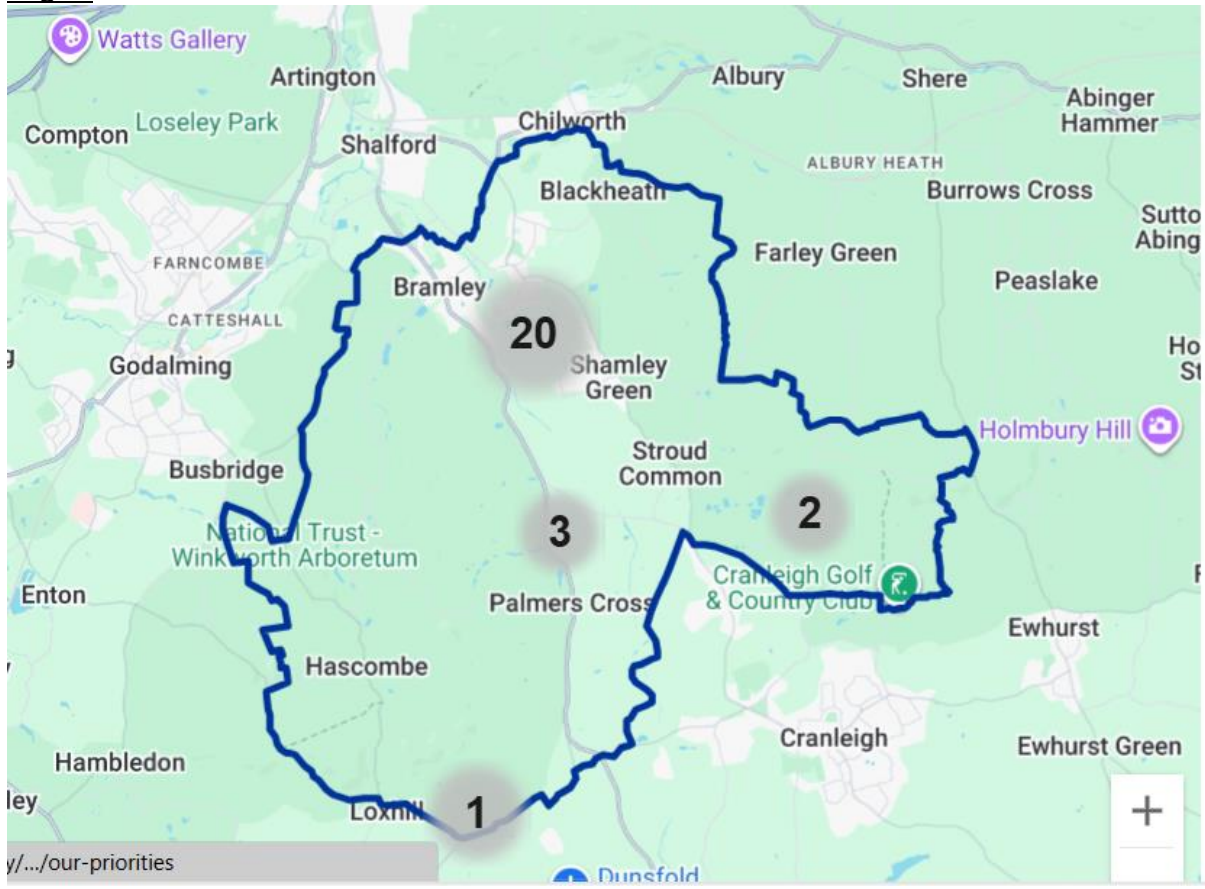 Watts Gallery
Artington
Albury
Shere
Abinger
Hammer
Compton
Loseley Park
Chilworth
Shalford
ALBURY HEATH
Blackheath
Burrows Cross
Sutto
Abing
FARNCOMBE
Farley Green
Bramley
Peaslake
CATTESHALL
20
Godalming
Shamley
Green
Ho
St
Holmbury Hill
Busbridge
Stroud
Common
2
3
National Trust -
Winkworth Arboretum
Cranleigh Golf
& Country Club
Enton
Palmers Cross
Ewhurst
Hascombe
Cranleigh
Ewhurst Green
Hambledon
ley
Loxhill
1
+
y/.../our-priorities
Dunsfold